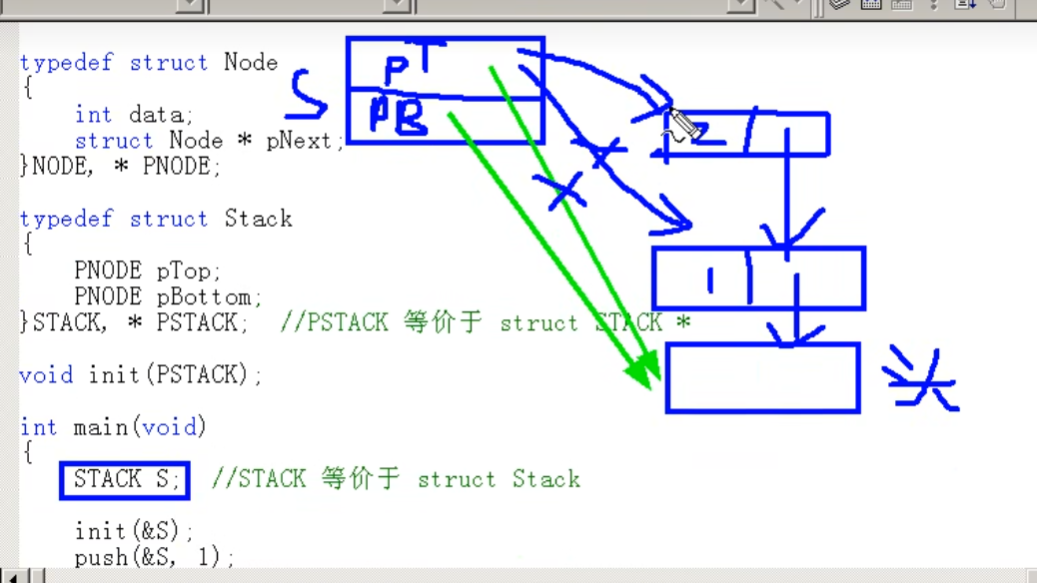 typedef struct Node
{
int data;
struct Node * pNext;
}NODE, * PNODE;
typedef struct Stack
{
PNODE pTop;
PNODE pBottom;
}STACK, * PSTACK; //PSTACK 等价于 struct STACK *
void init(PSTACK);
int main(void)
{
STACK S; //STACK 等价于 struct Stack
init(&S);
push(&S, 1);
S
pT
pB
2
1
头